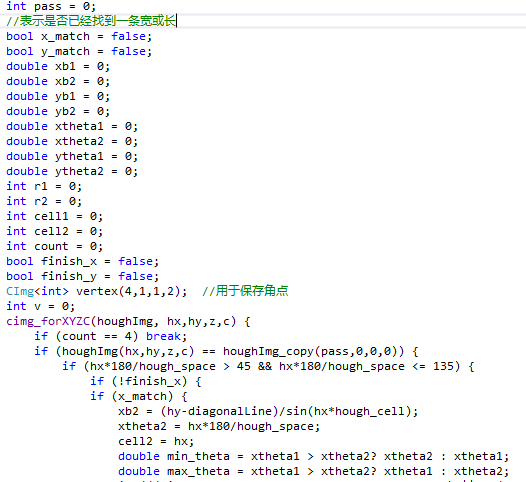 int pass = 0;
//表示是否已经找到一条宽或长
bool x_match = false;
bool y_match = false;
double xb1 = 0;
double xb2 = 0;
double yb1 = 0;
double yb2 = 0;
double xtheta1 = 0;
double xtheta2 = 0;
double ytheta1 = 0;
double ytheta2 = 0;
int r1 = 0;
int r2 = 0;
int cell1 = 0;
int cell2 = 0;
int count = 0;
bool finish_x = false;
bool finish_y = false;
CImg<int> vertex(4,1,1,2);  //用于保存角点
int v = 0;
cimg_forXYZC(houghImg, hx,hy,z,c) {
    if (count == 4) break;
    if (houghImg(hx,hy,z,c) == houghImg_copy(pass,0,0,0)) {
        if (hx*180/hough_space > 45 && hx*180/hough_space <= 135) {
            if (!finish_x) {
            if (x_match) {
                xb2 = (hy-diagonalLine)/sin(hx*hough_cell);
                xtheta2 = hx*180/hough_space;
                cell2 = hx;
                double min_theta = xtheta1 > xtheta2? xtheta2 : xtheta1;
                double max_theta = xtheta1 > xtheta2? xtheta1 : xtheta2;